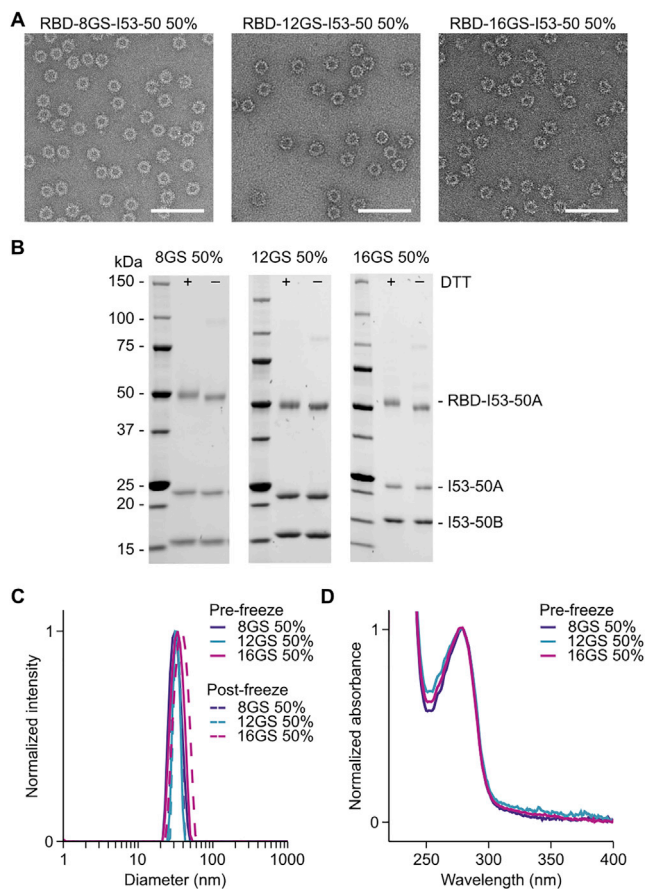 A
RBD-8GS-I53-50 50% RBD-12GS-I53-50 50% RBD-16GS-I53-50 50%
B
kDa 8GS 50% 12GS 50% 16GS 50%
150 - + − + − + − DTT
100 -
75 -
50 - - RBD-I53-50A
37 -
25 - - I53-50A
20 - - I53-50B
15 -
C
Pre-freeze
8GS 50%
12GS 50%
16GS 50%
Post-freeze
8GS 50%
12GS 50%
16GS 50%
Normalized intensity
1
0
1 10 100 1000
Diameter (nm)
D
Pre-freeze
8GS 50%
12GS 50%
16GS 50%
Normalized absorbance
1
0
250 300 350 400
Wavelength (nm)